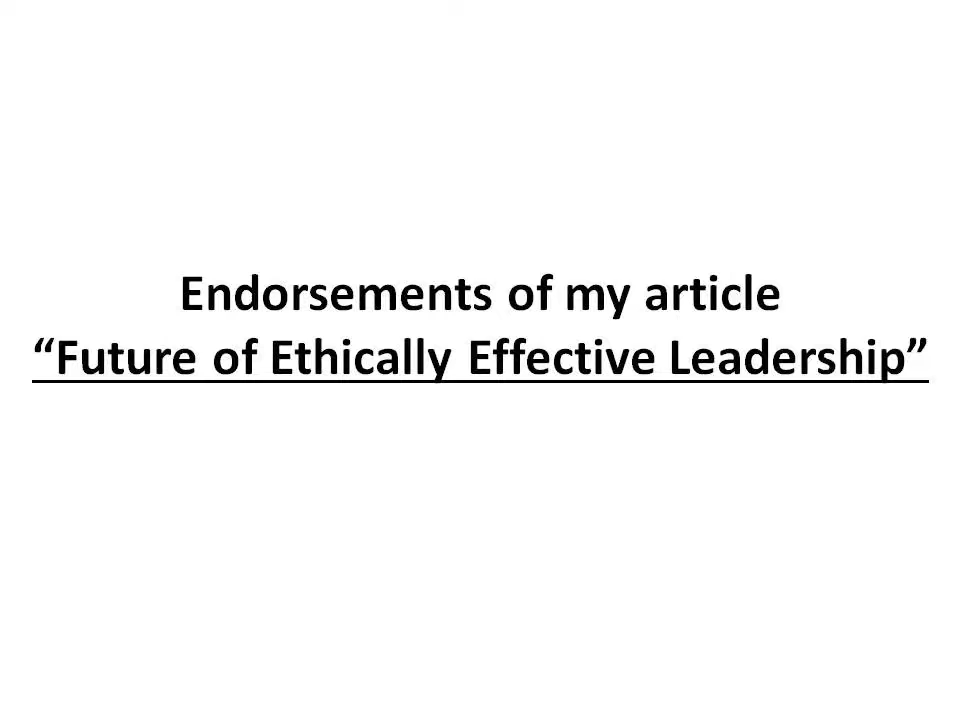 Endorsements of my article
“Future of Ethically Effective Leadership”